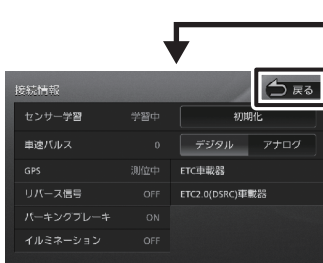 接続情報
戻る
センサー学習 学習中 初期化
車速パルス 0 デジタル アナログ
GPS 測位中 ETC車載器
リバース信号 OFF ETC2.0(DSRC)車載器
パーキングブレーキ ON
イルミネーション OFF